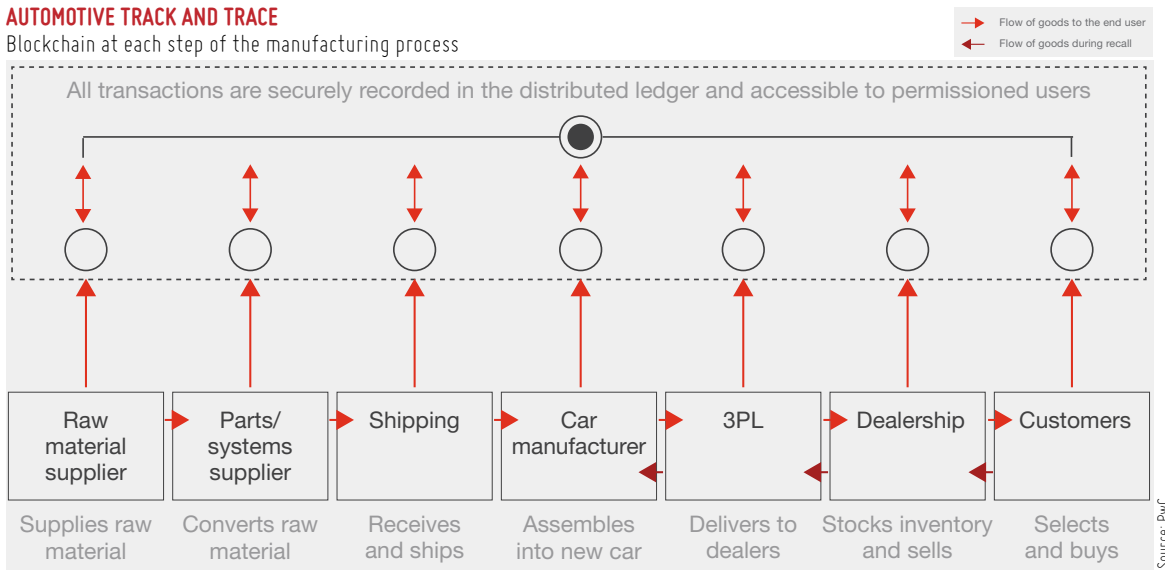 AUTOMOTIVE TRACK AND TRACE
Blockchain at each step of the manufacturing process
Flow of goods to the end user
Flow of goods during recall
All transactions are securely recorded in the distributed ledger and accessible to permissioned users
Raw
material
supplier
Parts/
systems
supplier
Shipping
Car
manufacturer
3PL
Dealership
Customers
Supplies raw
material
Converts raw
material
Receives
and ships
Assembles
into new car
Delivers to
dealers
Stocks inventory
and sells
Selects
and buys
Source: PwC